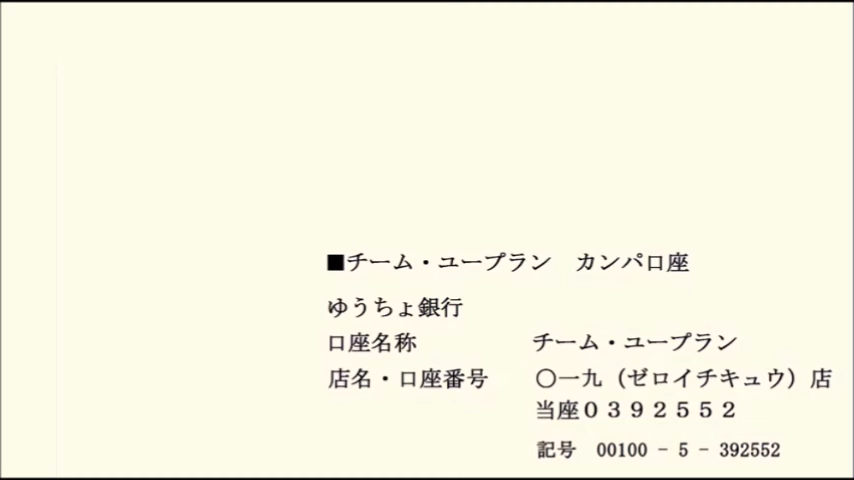 ■チーム・ユープラン　カンパ口座
ゆうちょ銀行
口座名称　チーム・ユープラン
店名・口座番号　〇一九（ゼロイチキュウ）店
当座０３９２５５２
記号　00100 － 5 － 392552